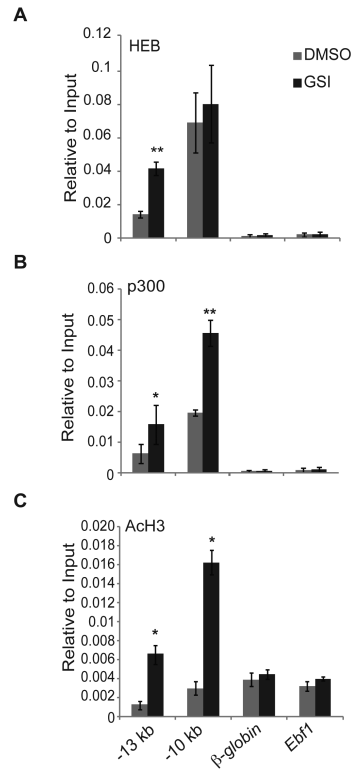 A
HEB
DMSO
GSI
Relative to Input
0.12
0.1
0.08
0.06
0.04
0.02
0
**
B
p300
Relative to Input
0.06
0.05
0.04
0.03
0.02
0.01
0
*
**
C
AcH3
Relative to Input
0.020
0.018
0.016
0.014
0.012
0.010
0.008
0.006
0.004
0.002
0
*
*
-13 kb
-10 kb
β-globin
Ebf1